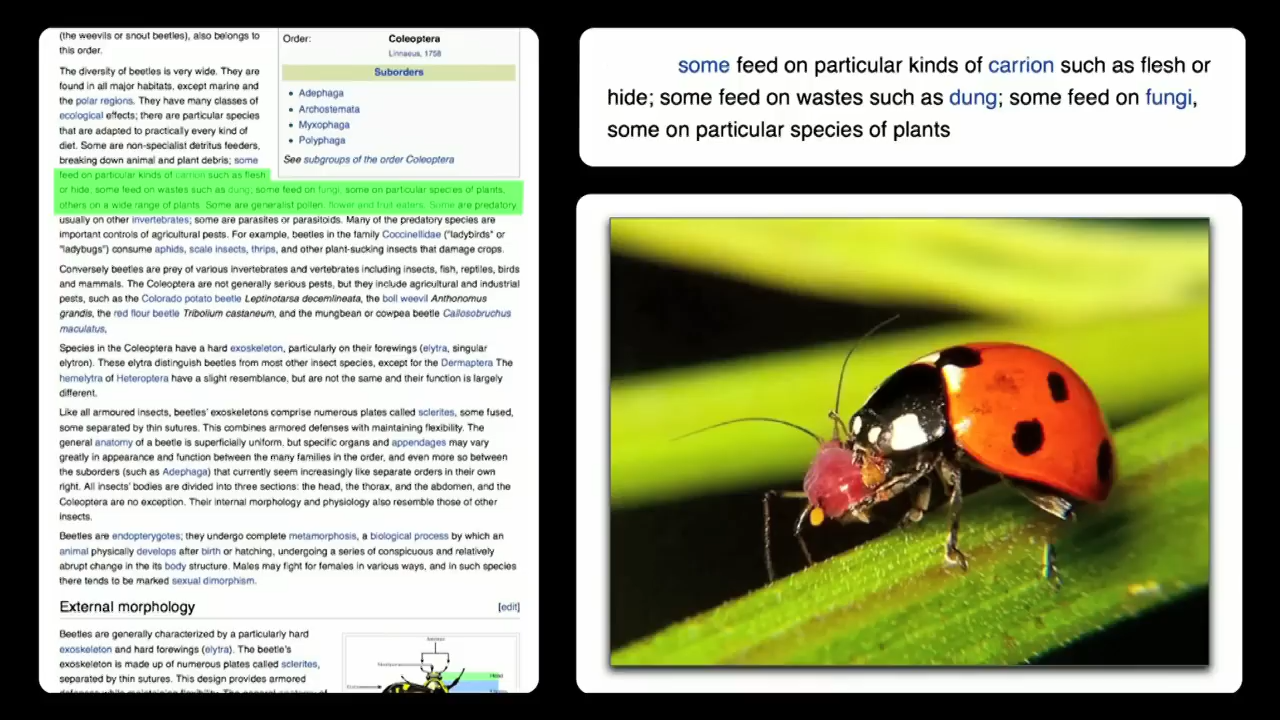 (the weevils or snout beetles), also belongs to
this order.
The diversity of beetles is very wide. They are
found in all major habitats, except marine and
the polar regions. They have many classes of
ecological effects; there are particular species
that are adapted to practically every kind of
diet. Some are non-specialist detritus feeders,
breaking down animal and plant debris; some
feed on particular kinds of carrion such as flesh
or hide; some feed on wastes such as dung; some feed on fungi, some on particular species of plants,
others on a wide range of plants. Some are generalist pollen, flower and fruit eaters. Some are predatory
usually on other invertebrates; some are parasites or parasitoids. Many of the predatory species are
important controls of agricultural pests. For example, beetles in the family Coccinellidae ("ladybirds" or
"ladybugs") consume aphids, scale insects, thrips, and other plant-sucking insects that damage crops.
Conversely beetles are prey of various invertebrates and vertebrates including insects, fish, reptiles, birds
and mammals. The Coleoptera are not generally serious pests, but they include agricultural and industrial
pests, such as the Colorado potato beetle Leptinotarsa decemlineata, the boll weevil Anthonomus
grandis, the red flour beetle Tribolium castaneum, and the mungbean or cowpea beetle Callosobruchus
maculatus,
Species in the Coleoptera have a hard exoskeleton, particularly on their forewings (elytra, singular
elytron). These elytra distinguish beetles from most other insect species, except for the Dermaptera The
hemelytra of Heteroptera have a slight resemblance, but are not the same and their function is largely
different.
Like all armoured insects, beetles' exoskeletons comprise numerous plates called sclerites, some fused,
some separated by thin sutures. This combines armored defenses with maintaining flexibility. The
general anatomy of a beetle is superficially uniform, but specific organs and appendages may vary
greatly in appearance and function between the many families in the order, and even more so between
the suborders (such as Adephaga) that currently seem increasingly like separate orders in their own
right. All insects' bodies are divided into three sections: the head, the thorax, and the abdomen, and the
Coleoptera are no exception. Their internal morphology and physiology also resemble those of other
insects.
Beetles are endopterygotes; they undergo complete metamorphosis, a biological process by which an
animal physically develops after birth or hatching, undergoing a series of conspicuous and relatively
abrupt change in the its body structure. Males may fight for females in various ways, and in such species
there tends to be marked sexual dimorphism.
External morphology [edit]
Beetles are generally characterized by a particularly hard
exoskeleton and hard forewings (elytra). The beetle's
exoskeleton is made up of numerous plates called sclerites,
separated by thin sutures. This design provides armored
Order: Coleoptera
Linnaeus, 1758
Suborders
Adephaga
Archostemata
Myxophaga
Polyphaga
See subgroups of the order Coleoptera
some feed on particular kinds of carrion such as flesh or
hide; some feed on wastes such as dung; some feed on fungi,
some on particular species of plants